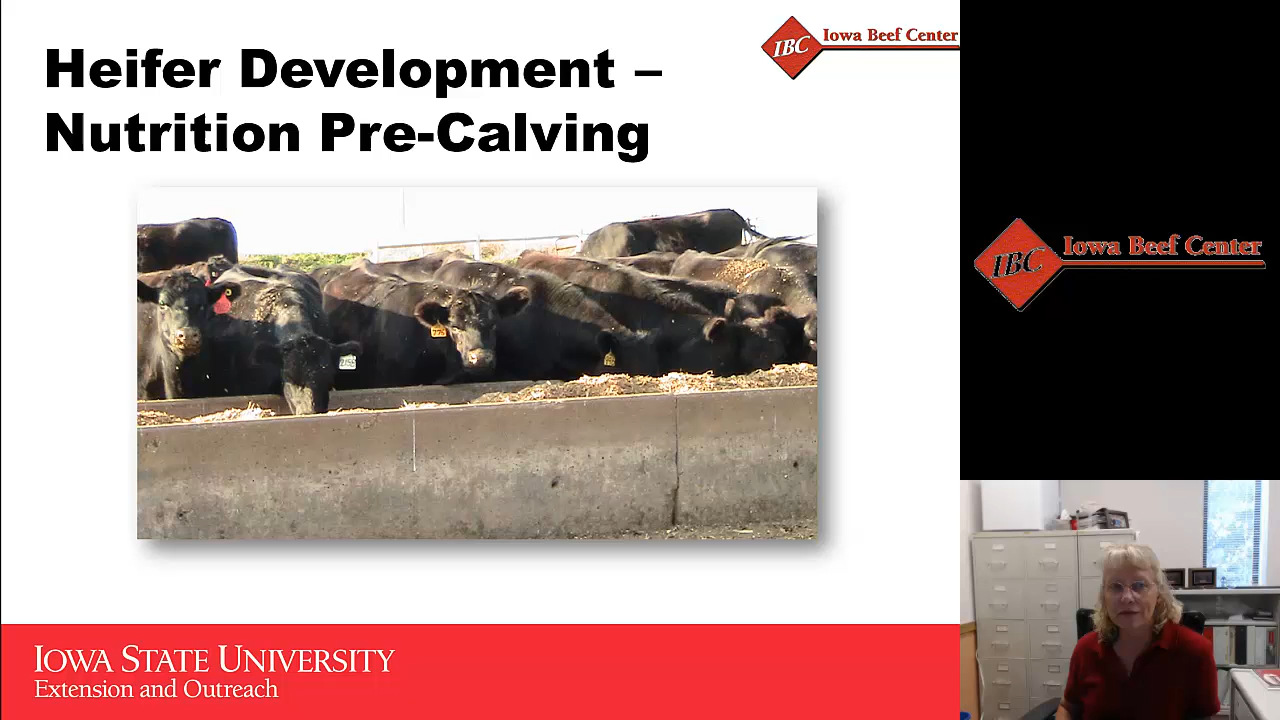 Heifer Development –
Nutrition Pre-Calving
IBC Iowa Beef Center
IBC Iowa Beef Center
IOWA STATE UNIVERSITY
Extension and Outreach